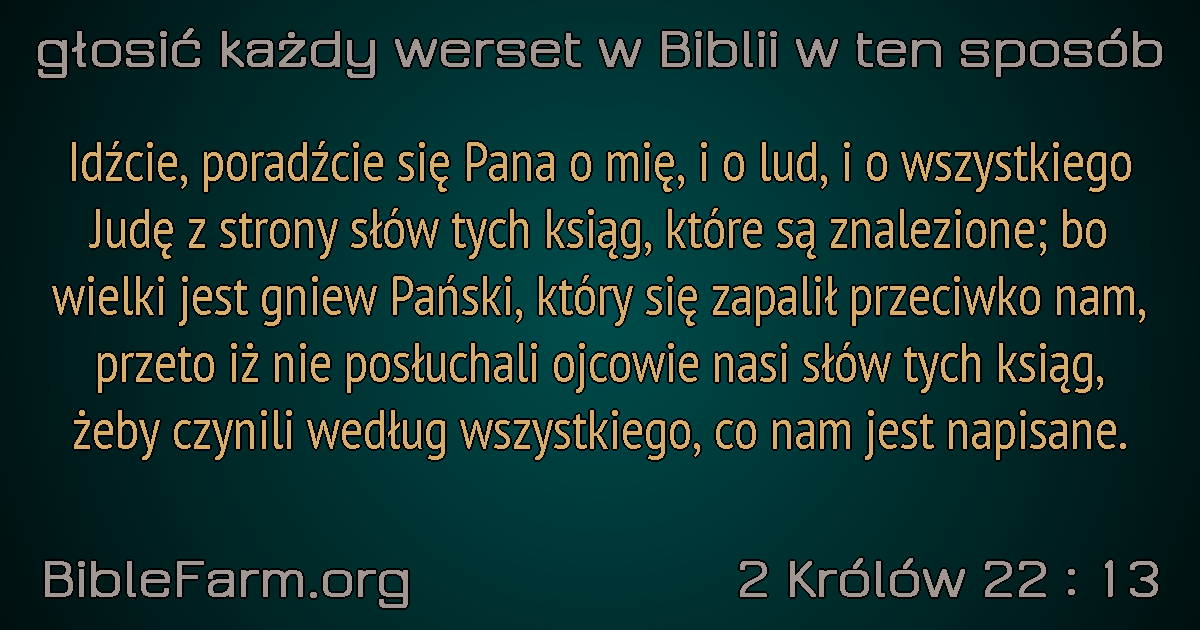 głosić każdy werset w Biblii w ten sposób
Idźcie, poradźcie się Pana o mię, i o lud, i o wszystkiego
Judę z strony słów tych ksiąg, które są znalezione; bo
wielki jest gniew Pański, który się zapalił przeciwko nam,
przeto iż nie posłuchali ojcowie nasi słów tych ksiąg,
żeby czynili według wszystkiego, co nam jest napisane.
BibleFarm.org
2 Królów 22 : 13